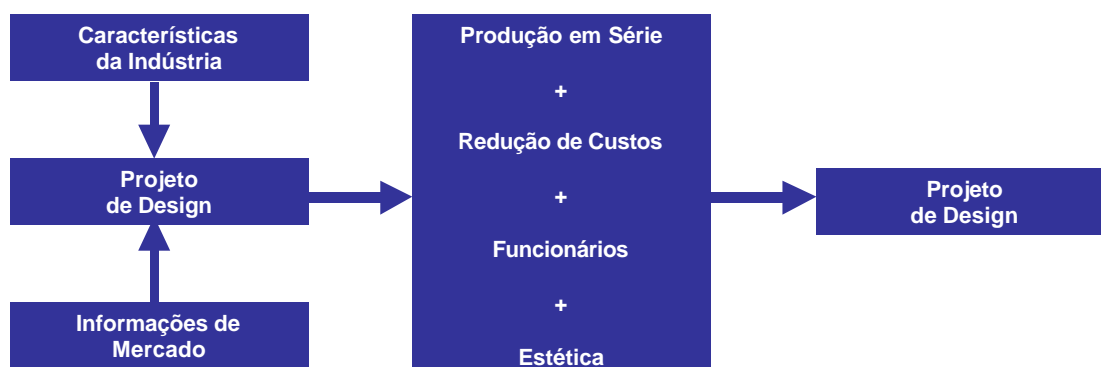 Características
da Indústria
Projeto
de Design
Informações de
Mercado
Produção em Série
+
Redução de Custos
+
Funcionários
+
Estética
Projeto
de Design